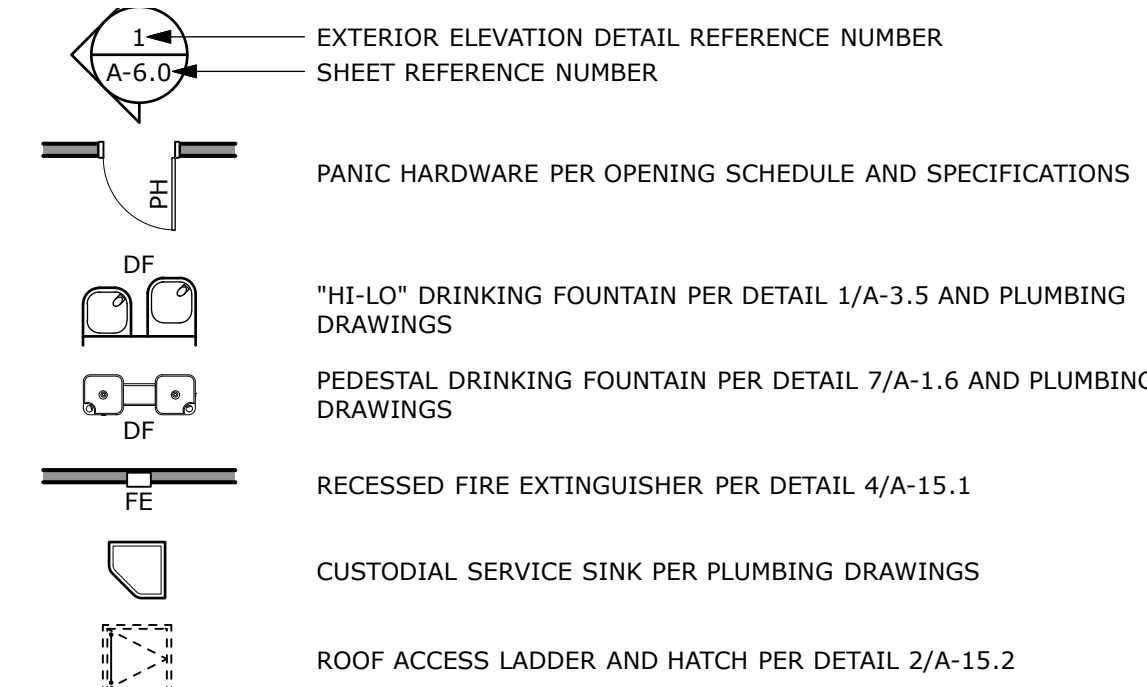 1 EXTERIOR ELEVATION DETAIL REFERENCE NUMBER
A-6.0 SHEET REFERENCE NUMBER
PH PANIC HARDWARE PER OPENING SCHEDULE AND SPECIFICATIONS
DF
"HI-LO" DRINKING FOUNTAIN PER DETAIL 1/A-3.5 AND PLUMBING
DRAWINGS
PEDESTAL DRINKING FOUNTAIN PER DETAIL 7/A-1.6 AND PLUMBING
DRAWINGS
DF
RECESSED FIRE EXTINGUISHER PER DETAIL 4/A-15.1
FE
CUSTODIAL SERVICE SINK PER PLUMBING DRAWINGS
ROOF ACCESS LADDER AND HATCH PER DETAIL 2/A-15.2